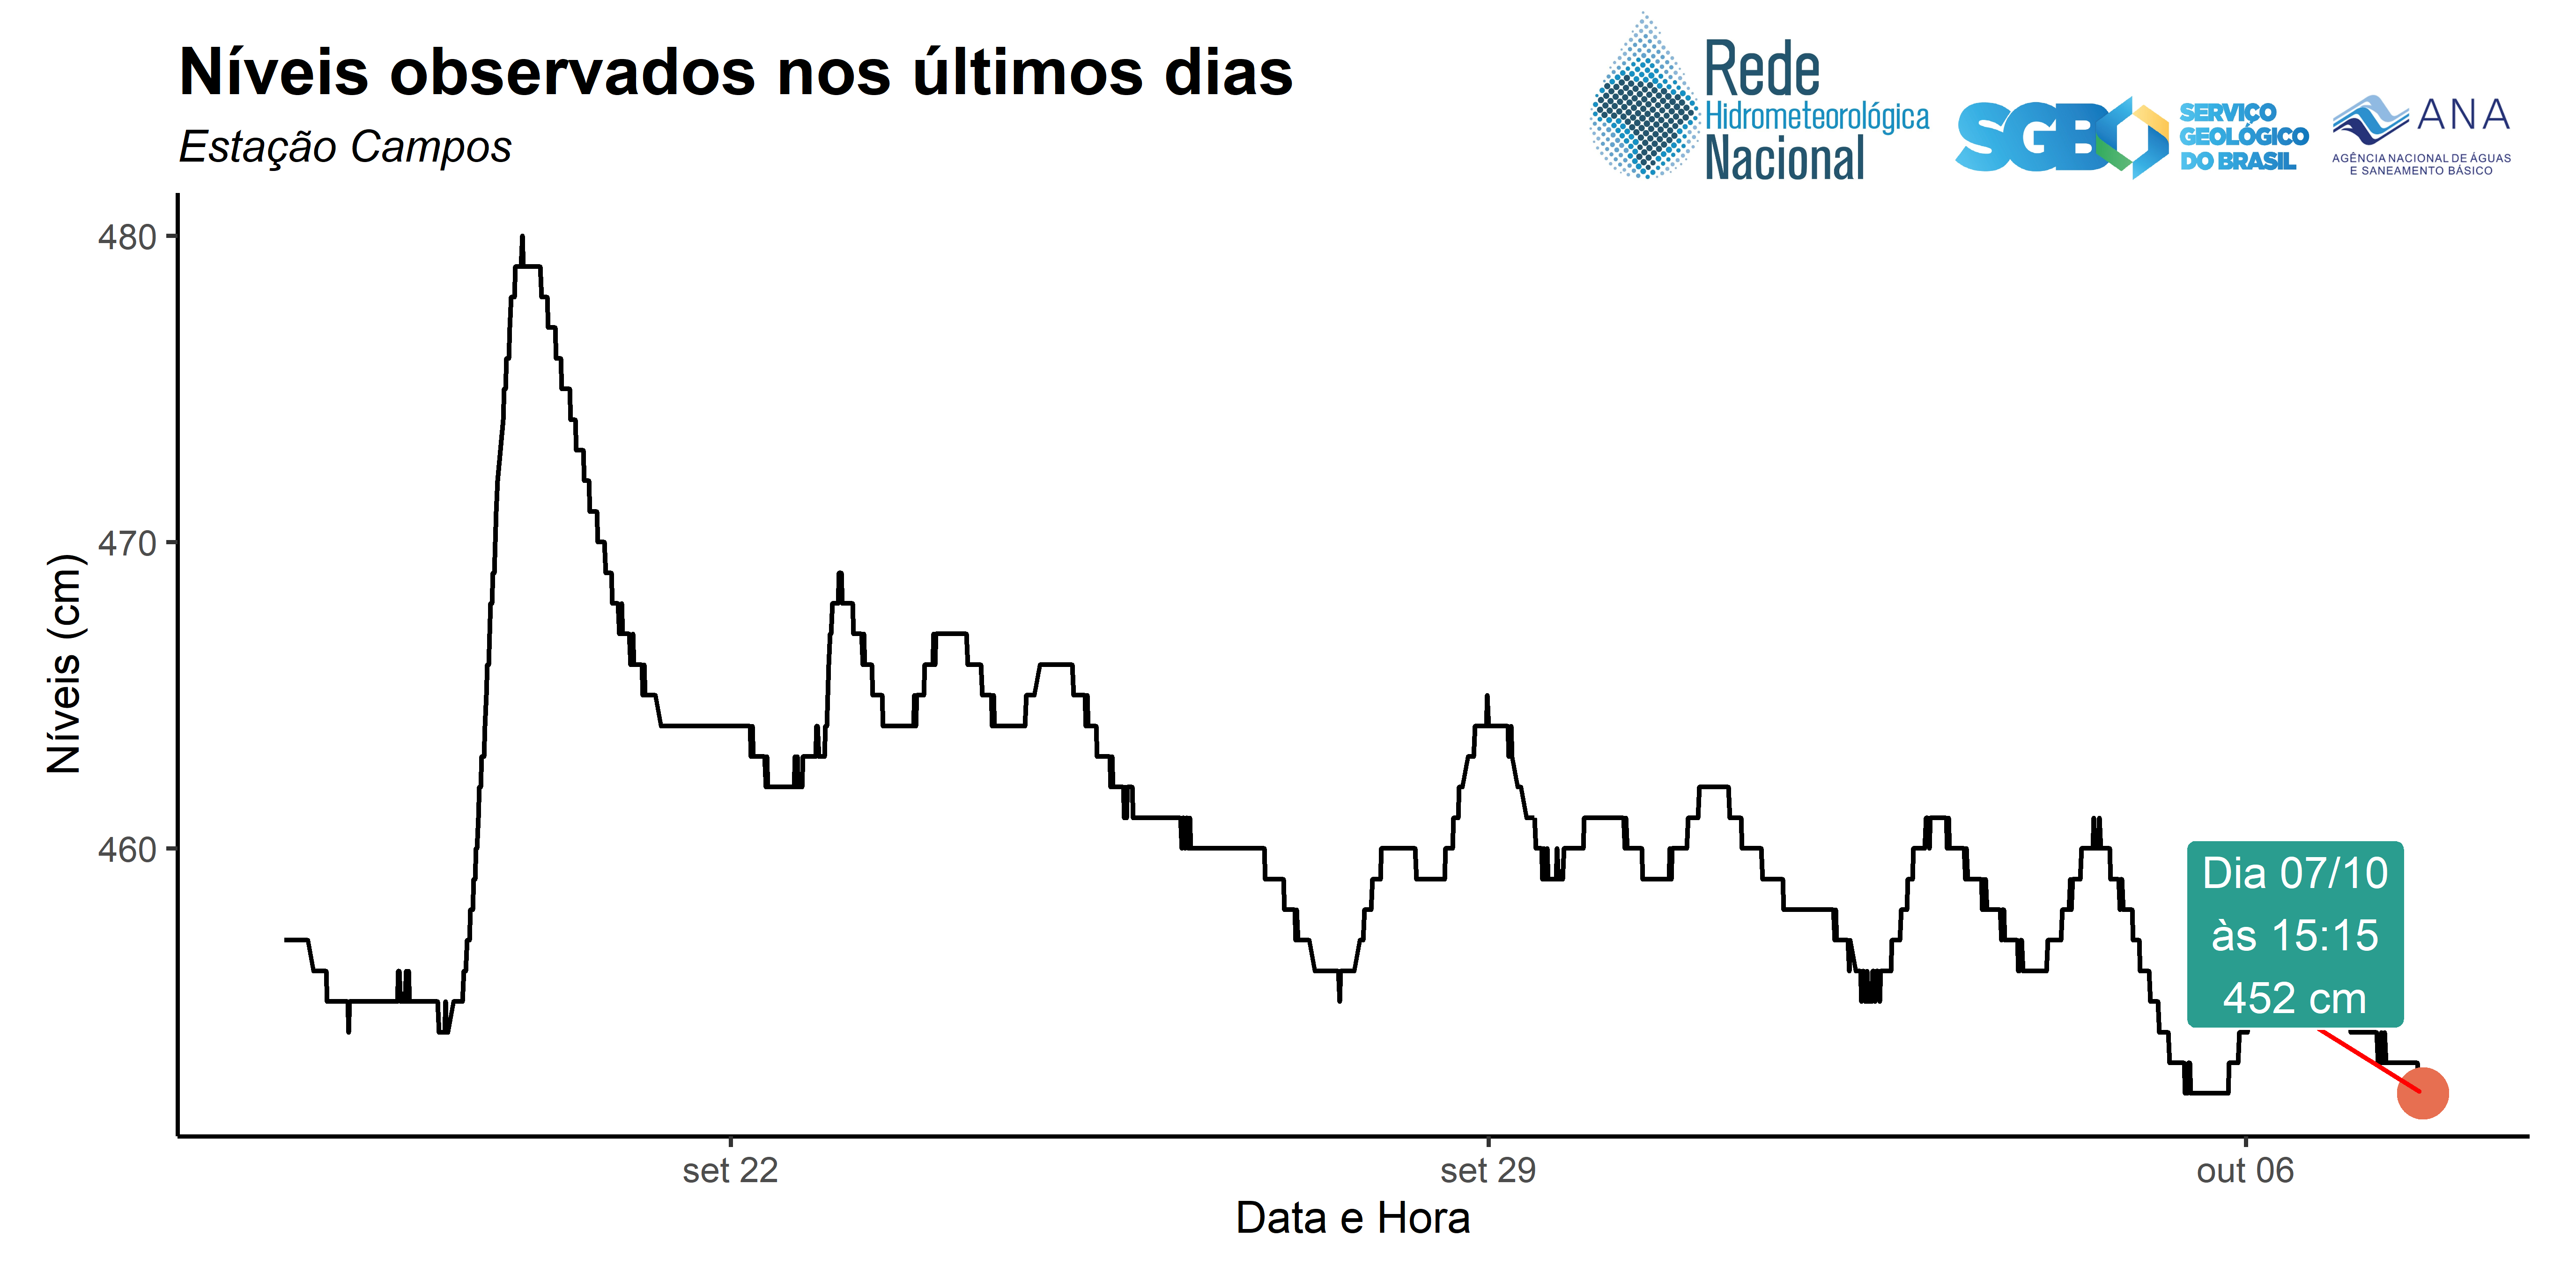 Níveis observados nos últimos dias
Estação Campos
Rede
Hidrometeorológica
Nacional
SGB
SERVIÇO
GEOLÓGICO
DO BRASIL
ANA
AGÊNCIA NACIONAL DE ÁGUAS
E SANEAMENTO BÁSICO
Níveis (cm)
480
470
460
Dia 07/10
às 15:15
452 cm
set 22
set 29
out 06
Data e Hora